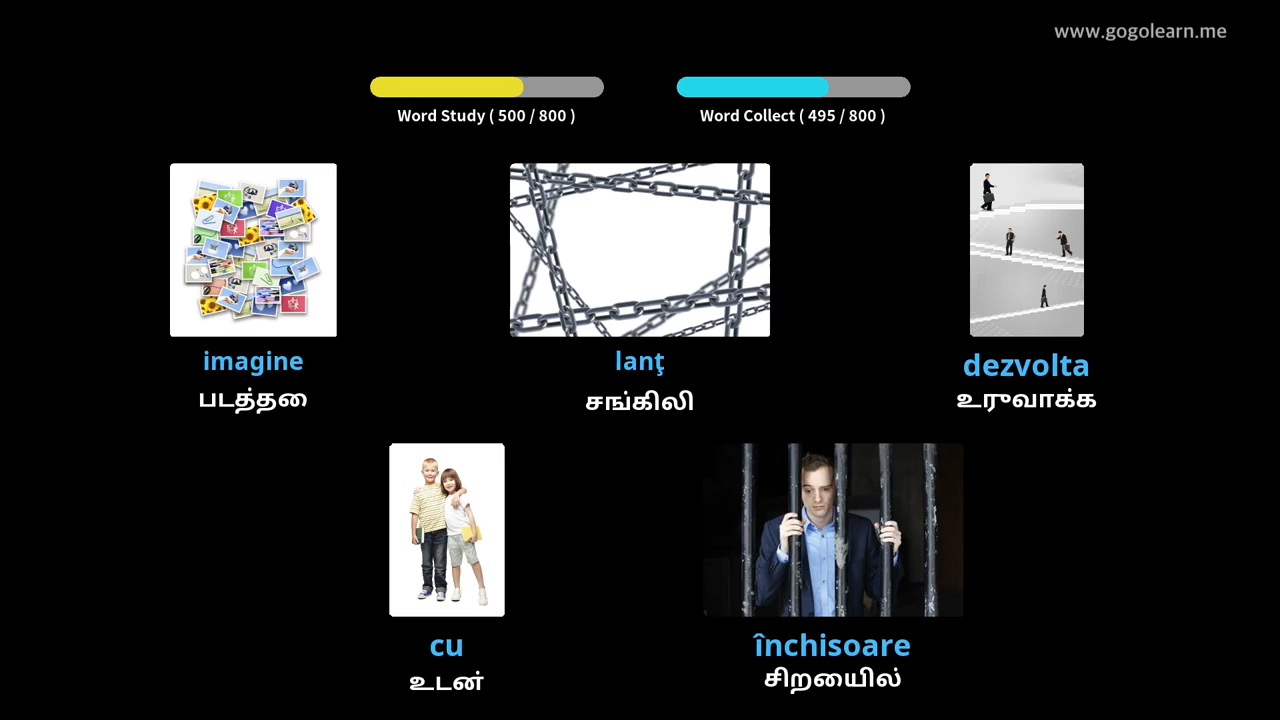 www.gogolearn.me
Word Study ( 500 / 800 )
Word Collect ( 495 / 800 )
imagine
படத்தை
lanţ
சங்கிலி
dezvolta
உருவாக்க
cu
உடன்
închisoare
சிறையில்